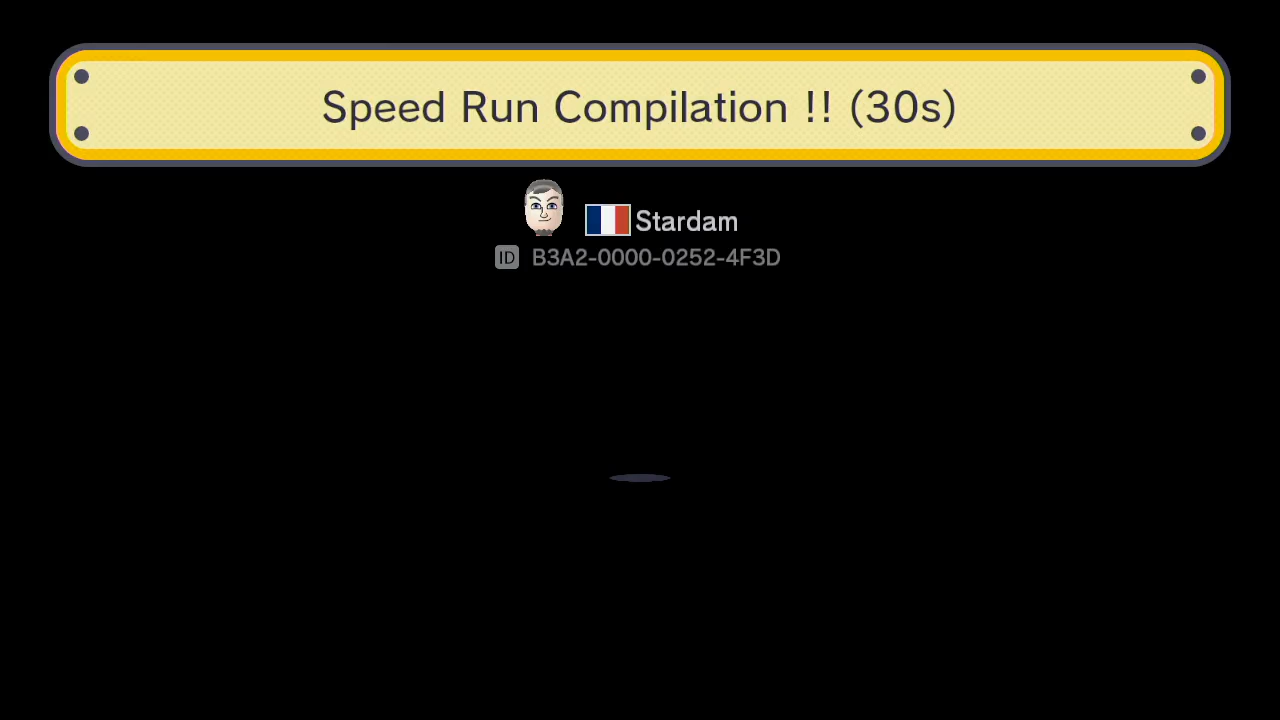 Speed Run Compilation !! (30s)
Stardam
ID B3A2-0000-0252-4F3D